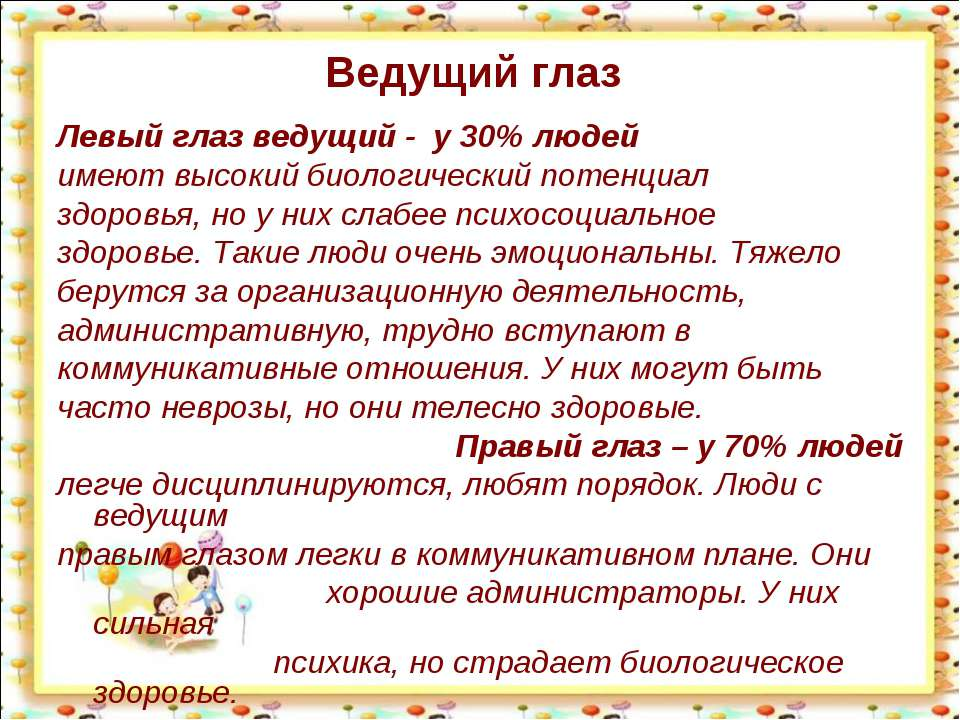 Ведущий глаз
Левый глаз ведущий - у 30% людей
имеют высокий биологический потенциал
здоровья, но у них слабее психосоциальное
здоровье. Такие люди очень эмоциональны. Тяжело
берутся за организационную деятельность,
административную, трудно вступают в
коммуникативные отношения. У них могут быть
часто неврозы, но они телесно здоровые.
Правый глаз – у 70% людей
легче дисциплинируются, любят порядок. Люди с
ведущим
правым глазом легки в коммуникативном плане. Они
хорошие администраторы. У них
сильная
психика, но страдает биологическое
здоровье.